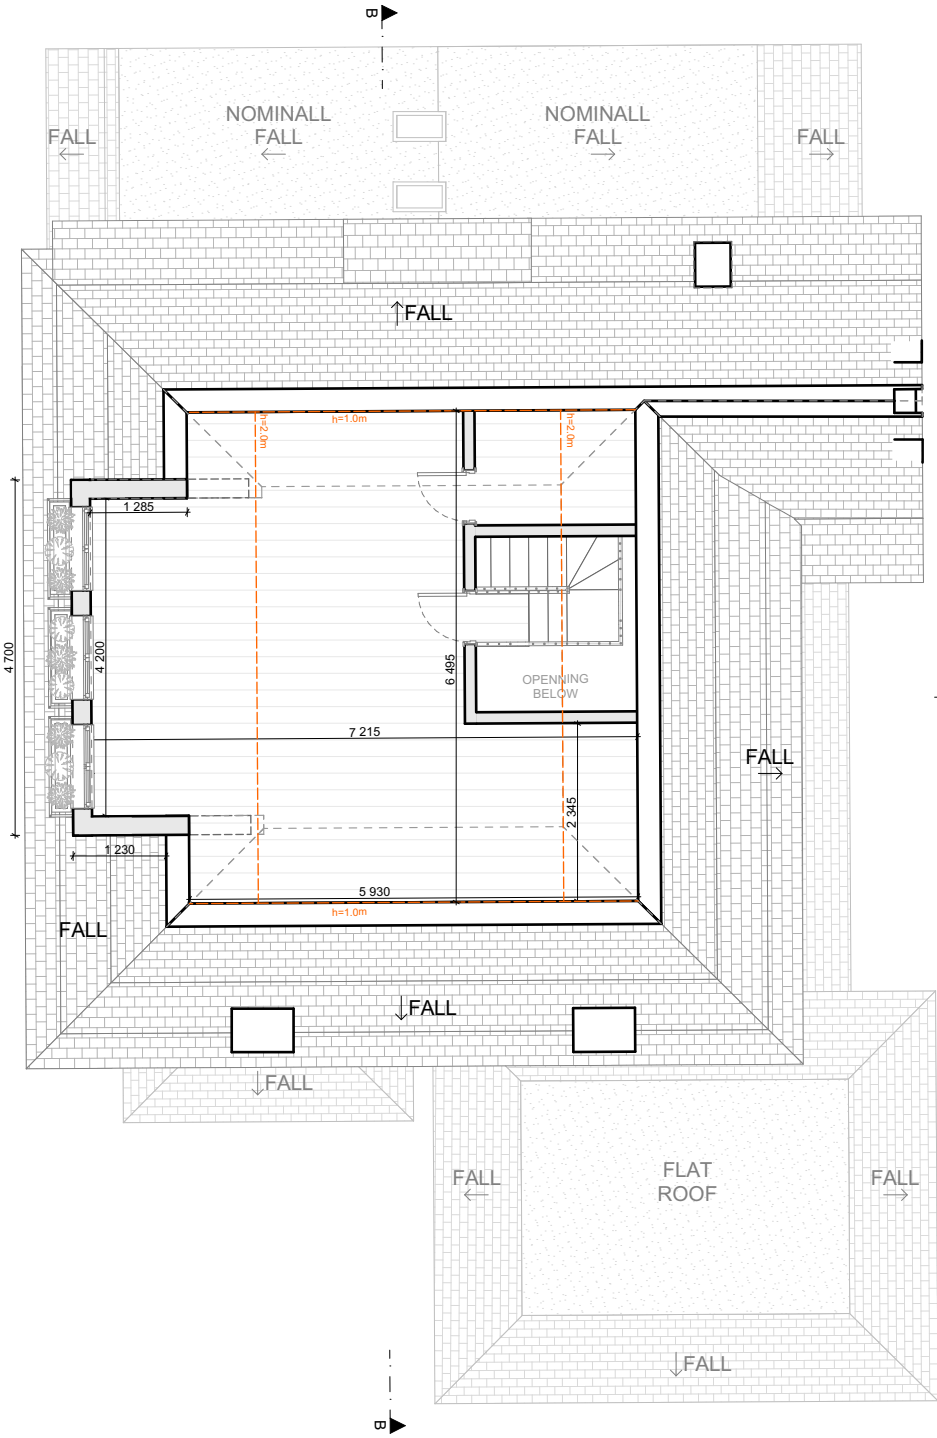 B
NOMINALL
FALL
NOMINALL
FALL
FALL
FALL
FALL
h=2.0m
h=1.0m
h=2.0m
1 285
4 700
4 200
6 495
OPENNING
BELOW
7 215
FALL
2 345
1 230
5 930
h=1.0m
FALL
FALL
FALL
FALL
FLAT
ROOF
FALL
FALL
B